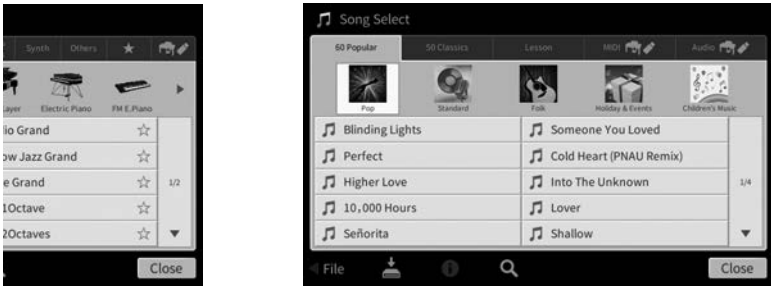 Synth Others
Layer Electric Piano FM E.Piano
io Grand
ow Jazz Grand
e Grand
1/2
1Octave
2Octaves
Close
Song Select
60 Popular 50 Classics Lesson MIDI Audio
Pop Standard Folk Holiday & Events Children's Music
Blinding Lights Someone You Loved
Perfect Cold Heart (PNAU Remix)
Higher Love Into The Unknown 1/4
10,000 Hours Lover
Señorita Shallow
File Close